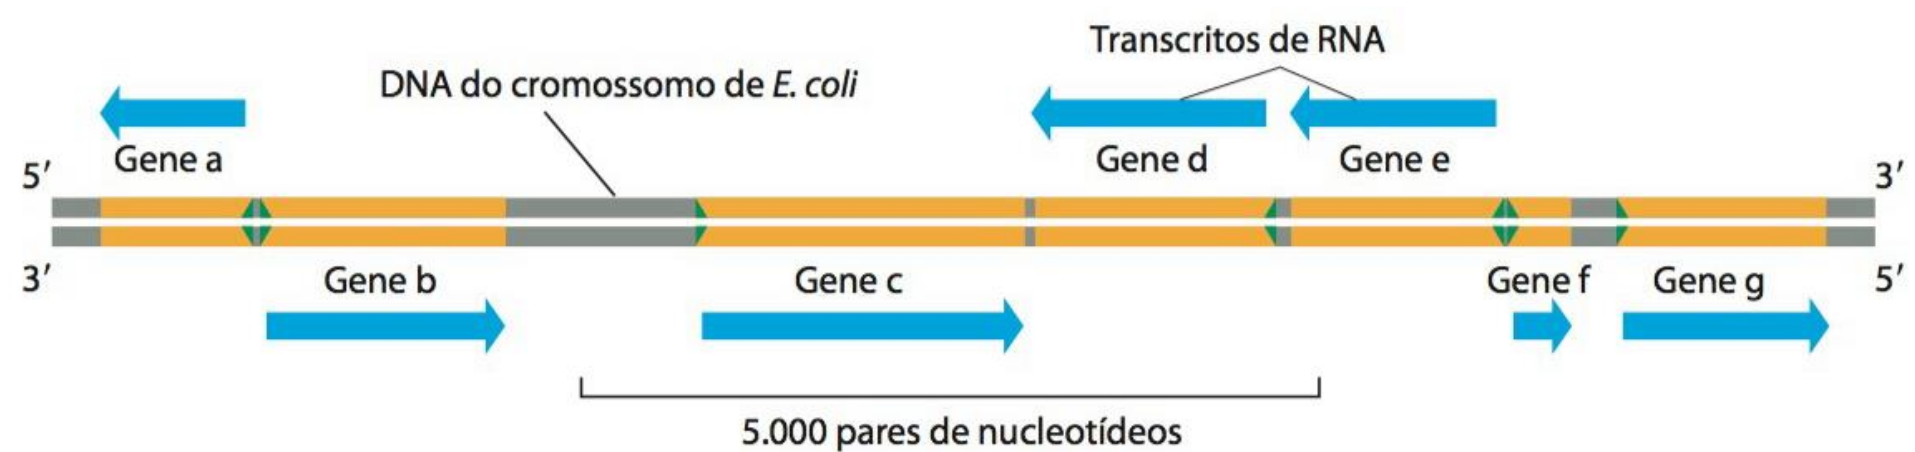 Transcritos de RNA
DNA do cromossomo de E. coli
Gene a
Gene d
Gene e
5′
3′
3′
5′
Gene b
Gene c
Gene f
Gene g
5.000 pares de nucleotídeos